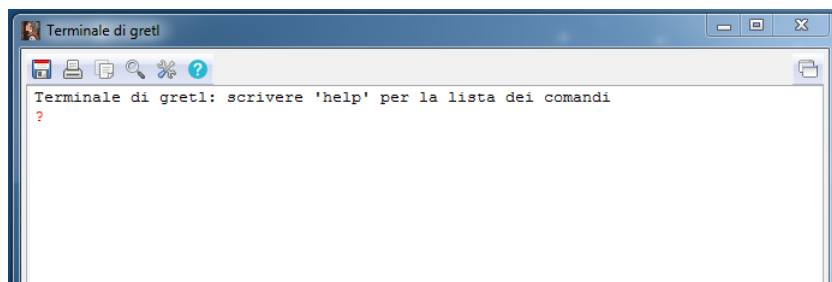 Terminale di gretl
Terminale di gretl: scrivere 'help' per la lista dei comandi
?